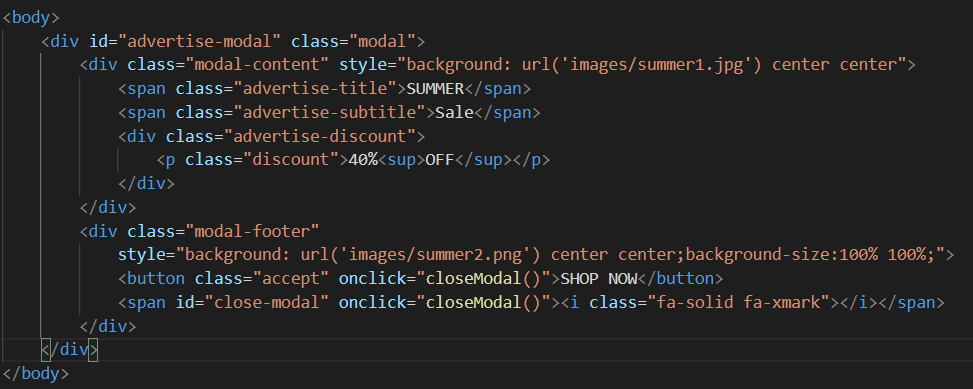 <body>
<div id="advertise-modal" class="modal">
<div class="modal-content" style="background: url('images/summer1.jpg') center center">
<span class="advertise-title">SUMMER</span>
<span class="advertise-subtitle">Sale</span>
<div class="advertise-discount">
<p class="discount">40%<sup>OFF</sup></p>
</div>
</div>
<div class="modal-footer"
style="background: url('images/summer2.png') center center;background-size:100% 100%;">
<button class="accept" onclick="closeModal()">SHOP NOW</button>
<span id="close-modal" onclick="closeModal()"><i class="fa-solid fa-xmark"></i></span>
</div>
</div>
</body>